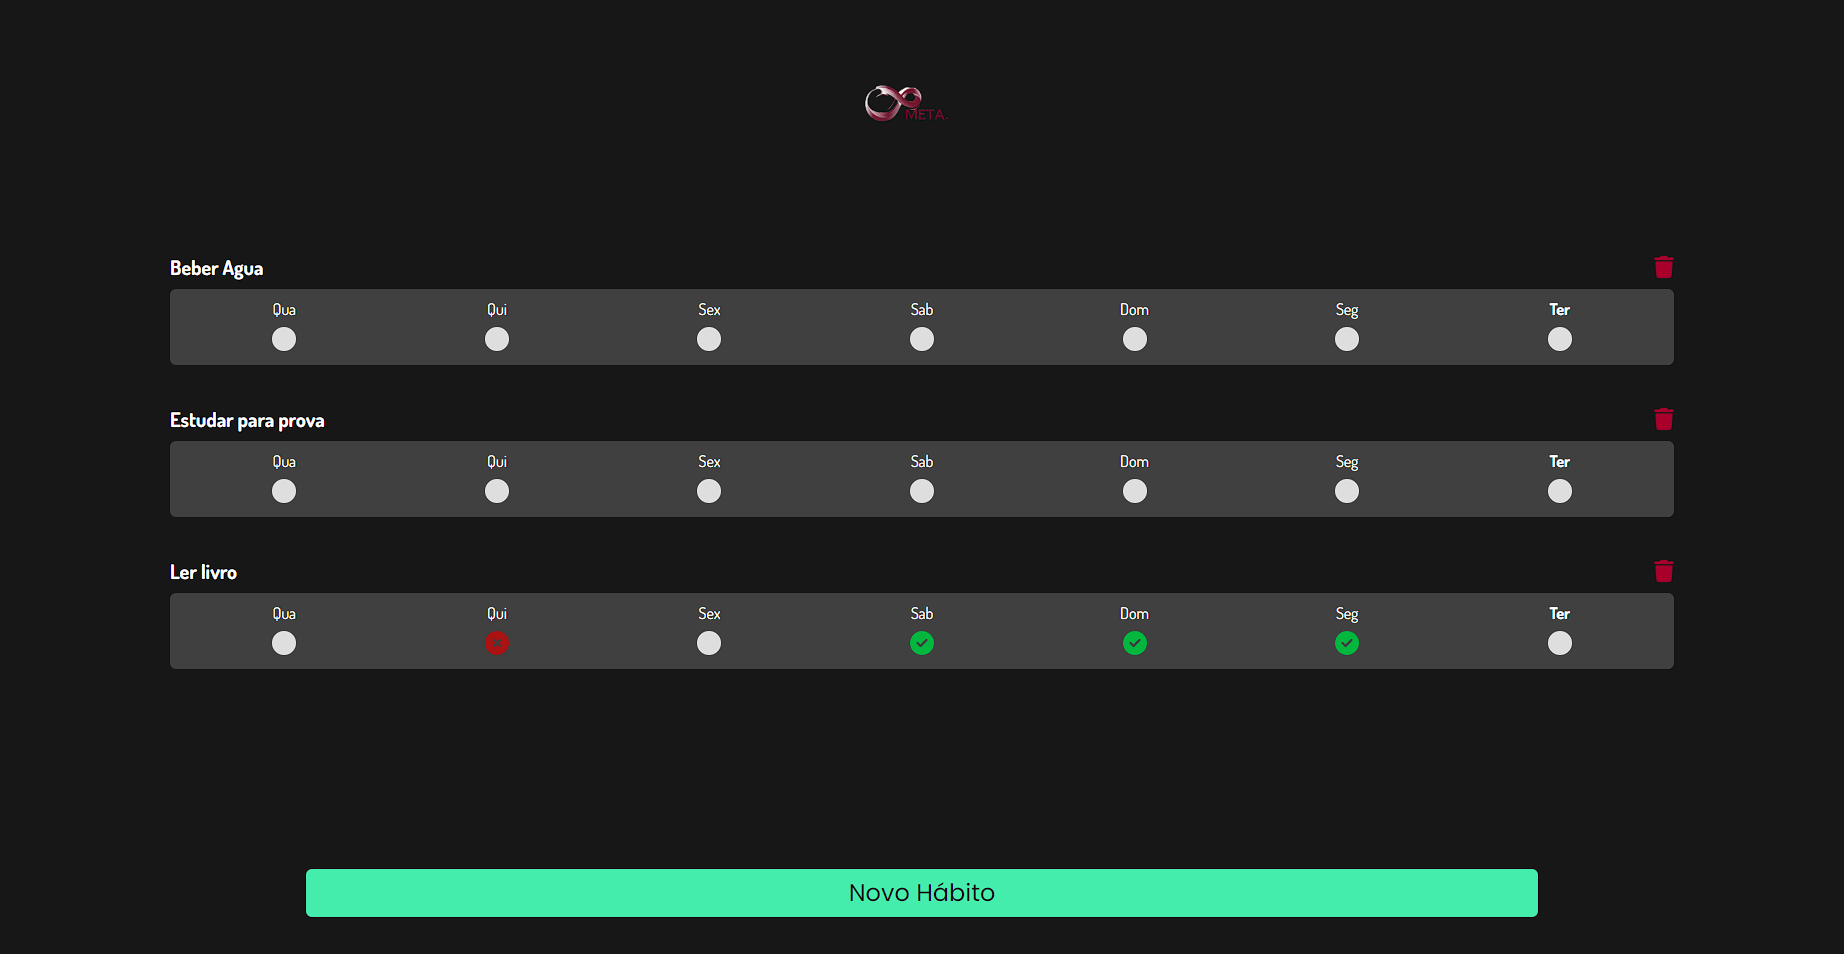 META.
Beber Agua
Qua Qui Sex Sab Dom Seg Ter
Estudar para prova
Qua Qui Sex Sab Dom Seg Ter
Ler livro
Qua Qui Sex Sab Dom Seg Ter
Novo Hábito